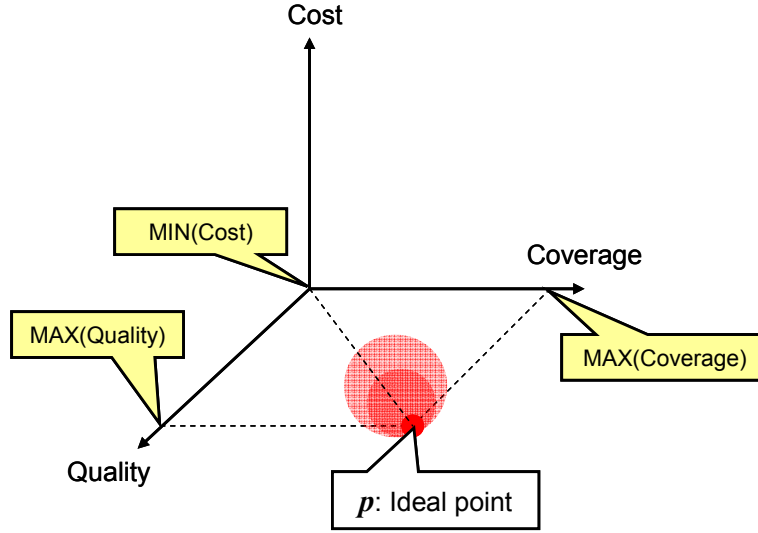 Cost
MIN(Cost)
Coverage
MAX(Quality)
MAX(Coverage)
Quality
p: Ideal point